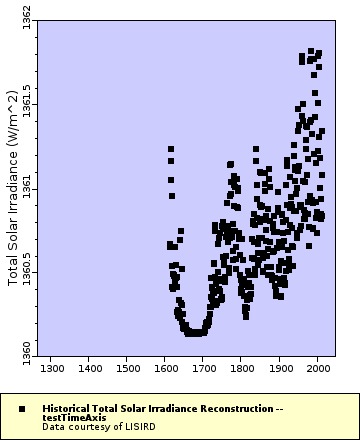 1362
1361.5
1361
1360.5
1360
Total Solar Irradiance (W/m^2)
1300 1400 1500 1600 1700 1800 1900 2000
Historical Total Solar Irradiance Reconstruction --
testTimeAxis
Data courtesy of LISIRD